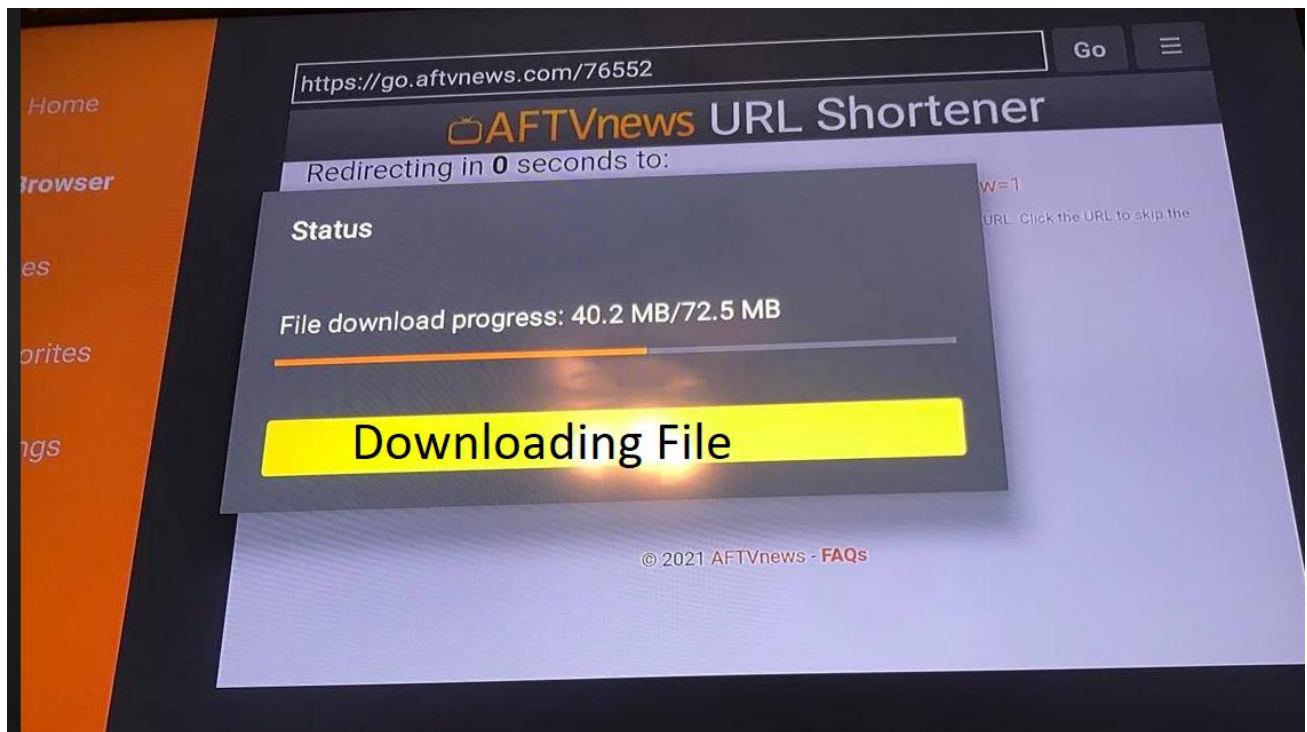 Home
Browser
es
orites
ngs
https://go.aftvnews.com/76552
Go
AFTVnews URL Shortener
Redirecting in 0 seconds to:
w=1
URL. Click the URL to skip the
Status
File download progress: 40.2 MB/72.5 MB
Downloading File
© 2021 AFTVnews - FAQs